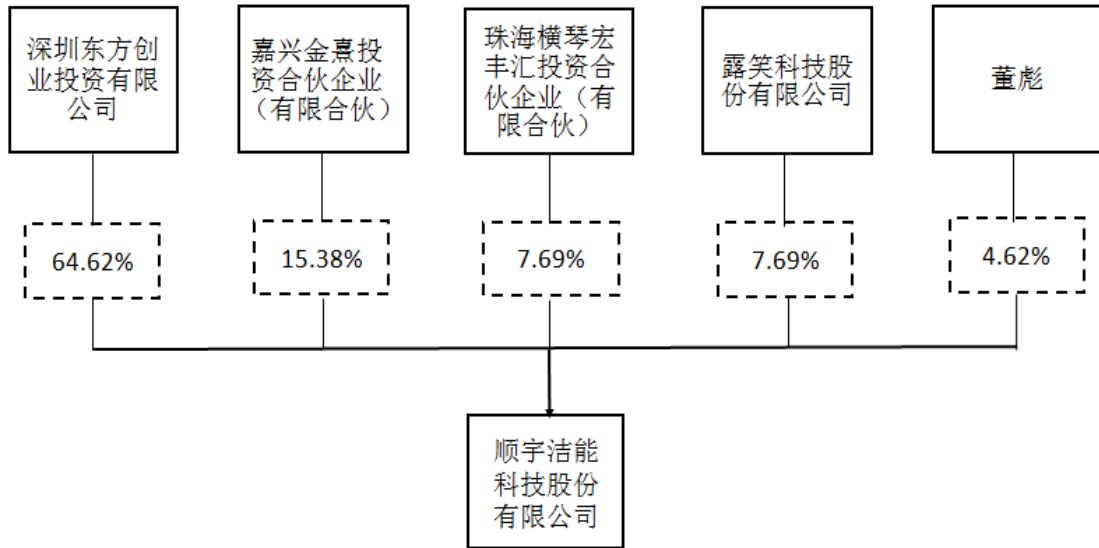 深圳东方创
业投资有限
公司
嘉兴金熹投
资合伙企业
（有限合伙）
珠海横琴宏
丰汇投资合
伙企业（有
限合伙）
露笑科技股
份有限公司
董彪
64.62%
15.38%
7.69%
7.69%
4.62%
顺宇洁能
科技股份
有限公司